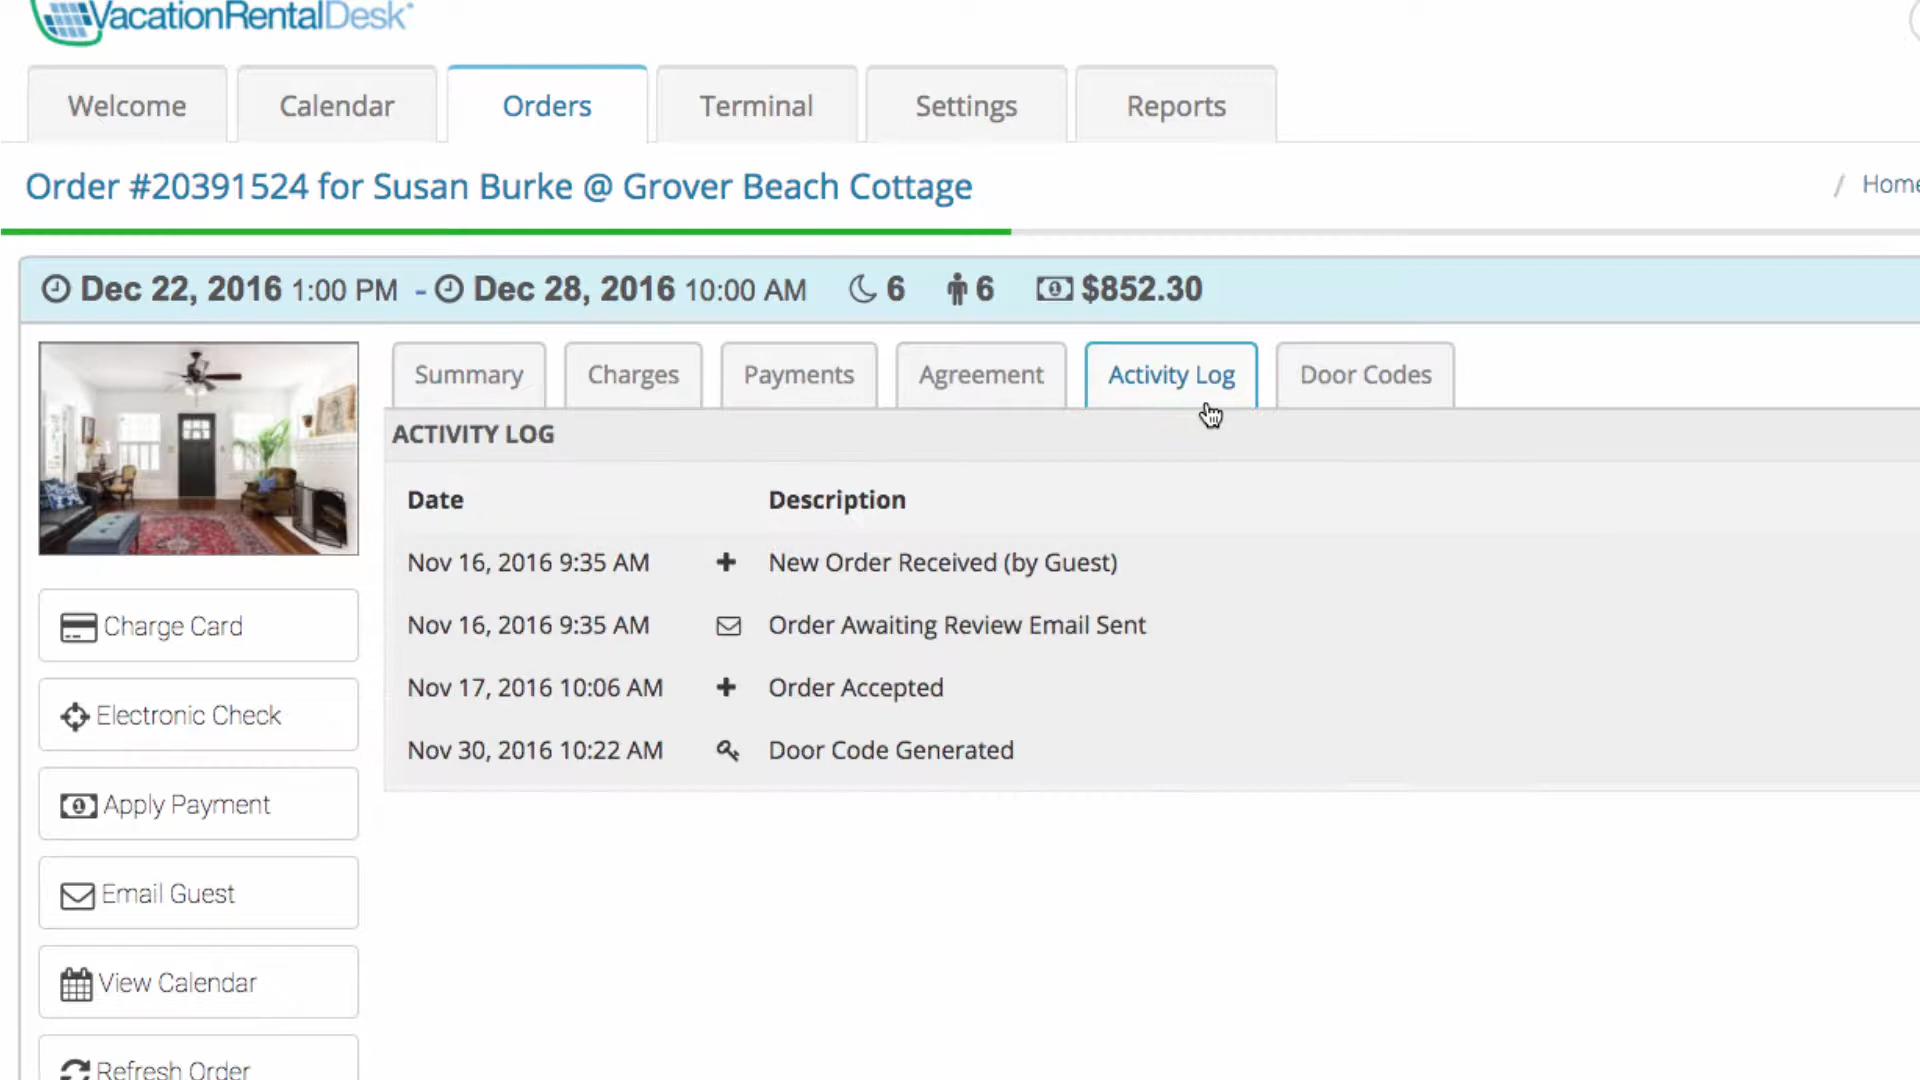 VacationRentalDesk
Welcome
Calendar
Orders
Terminal
Settings
Reports
Order #20391524 for Susan Burke @ Grover Beach Cottage
/ Home
Dec 22, 2016 1:00 PM - Dec 28, 2016 10:00 AM 6 6 $852.30
Summary
Charges
Payments
Agreement
Activity Log
Door Codes
ACTIVITY LOG
Date Description
Nov 16, 2016 9:35 AM New Order Received (by Guest)
Nov 16, 2016 9:35 AM Order Awaiting Review Email Sent
Nov 17, 2016 10:06 AM Order Accepted
Nov 30, 2016 10:22 AM Door Code Generated
Charge Card
Electronic Check
Apply Payment
Email Guest
View Calendar
Refresh Order